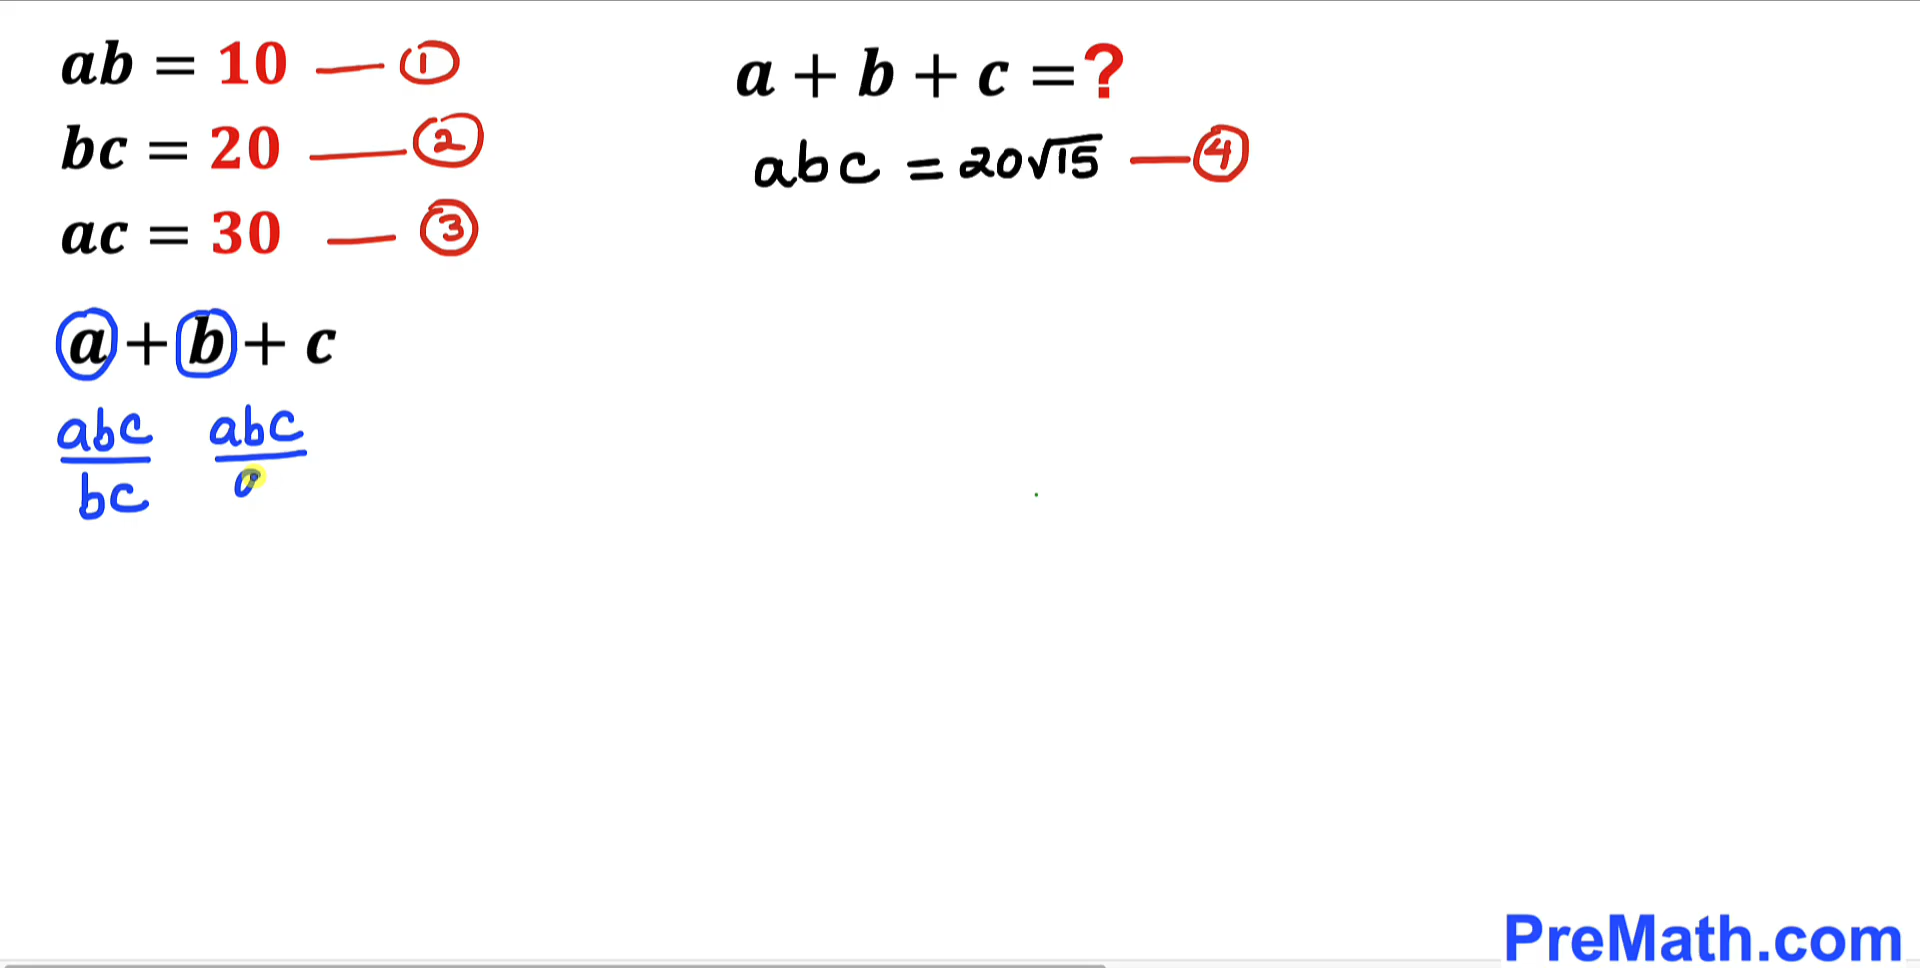 ab = 10 — ①
bc = 20 — ②
ac = 30 — ③
a + b + c =?
abc = 20√15 — ④
a + b + c
abc/bc abc/
PreMath.com